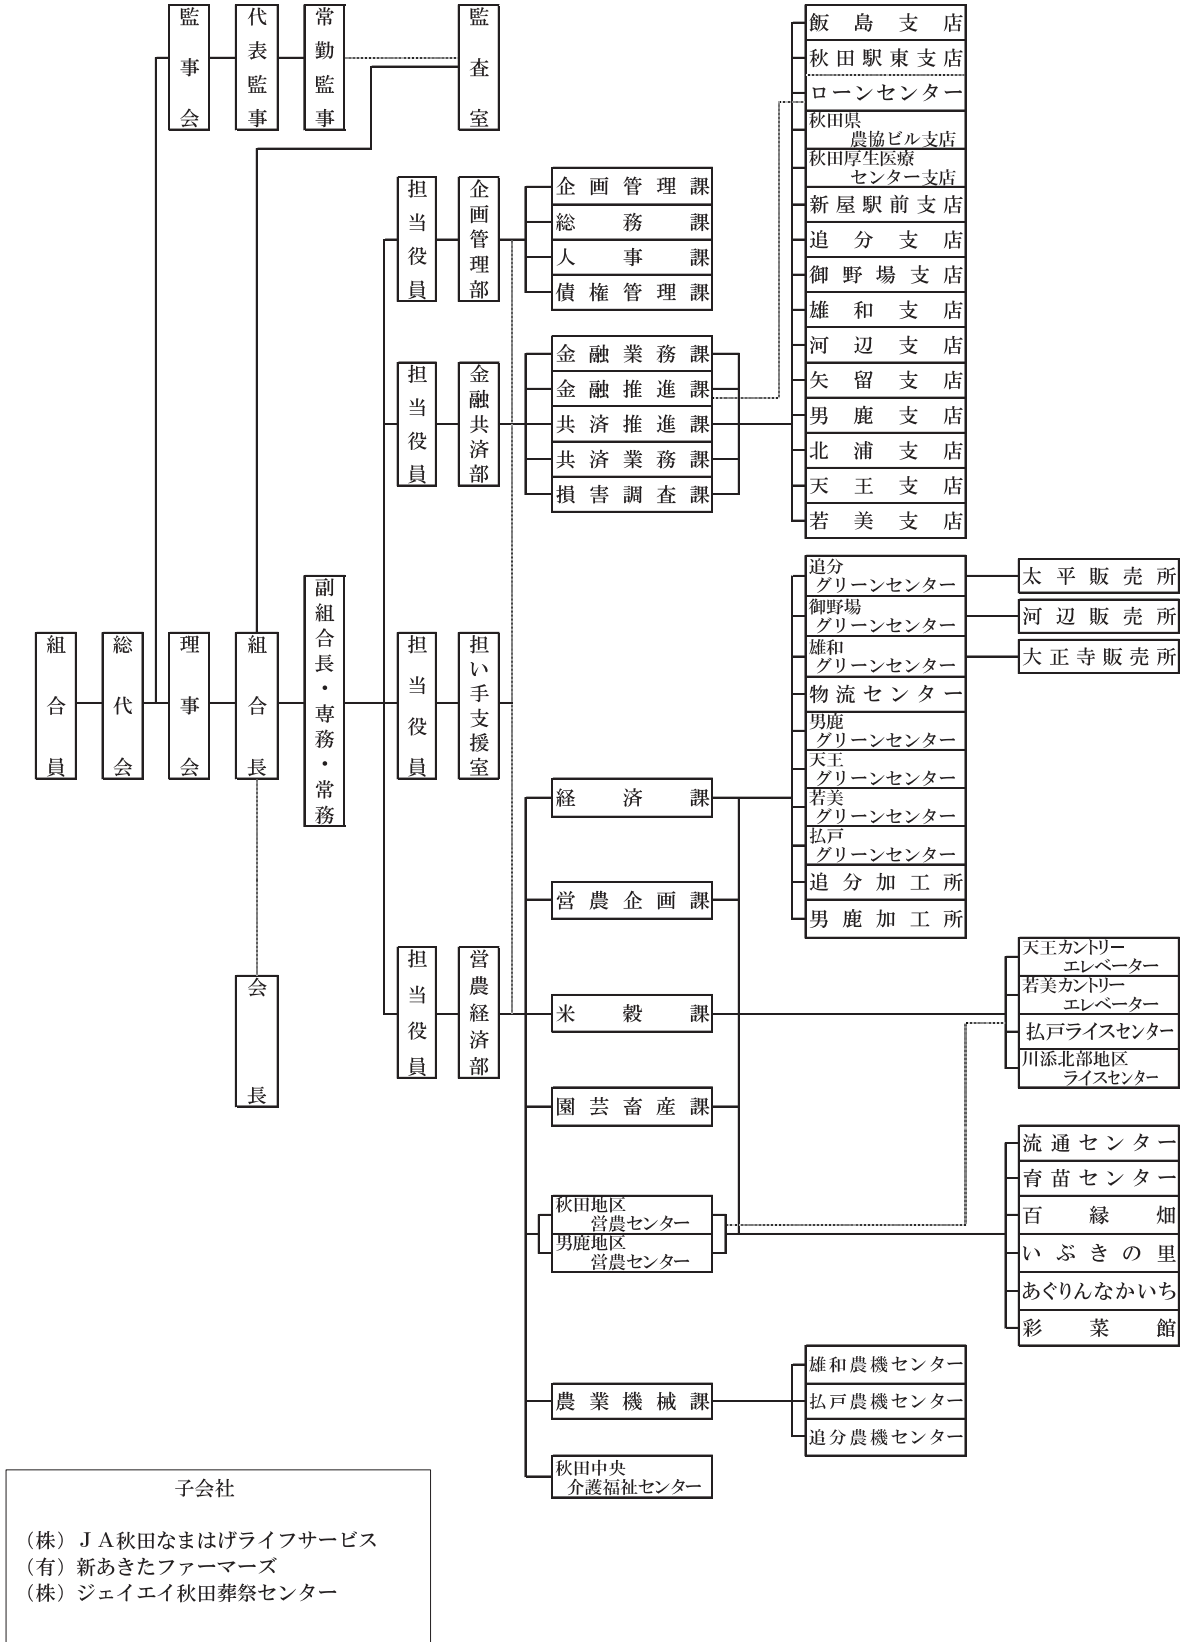 監事会
代表監事
常勤監事
監査室
組合員
総代会
理事会
組合長
会長
副組合長・専務・常務
担当役員
企画管理部
企画管理課
総務課
人事課
債権管理課
担当役員
金融共済部
金融業務課
金融推進課
共済推進課
共済業務課
損害調査課
飯島支店
秋田駅東支店
ローンセンター
秋田県
農協ビル支店
秋田厚生医療
センター支店
新屋駅前支店
追分支店
御野場支店
雄和支店
河辺支店
矢留支店
男鹿支店
北浦支店
天王支店
若美支店
担当役員
担い手支援室
担当役員
営農経済部
経済課
営農企画課
米穀課
園芸畜産課
秋田地区
営農センター
男鹿地区
営農センター
農業機械課
秋田中央
介護福祉センター
追分
グリーンセンター
御野場
グリーンセンター
雄和
グリーンセンター
物流センター
男鹿
グリーンセンター
天王
グリーンセンター
若美
グリーンセンター
払戸
グリーンセンター
追分加工所
男鹿加工所
太平販売所
河辺販売所
大正寺販売所
天王カントリー
エレベーター
若美カントリー
エレベーター
払戸ライスセンター
川添北部地区
ライスセンター
流通センター
育苗センター
百縁畑
いぶきの里
あぐりんなかいち
彩菜館
雄和農機センター
払戸農機センター
追分農機センター
子会社
（株）ＪＡ秋田なまはげライフサービス
（有）新あきたファーマーズ
（株）ジェイエイ秋田葬祭センター